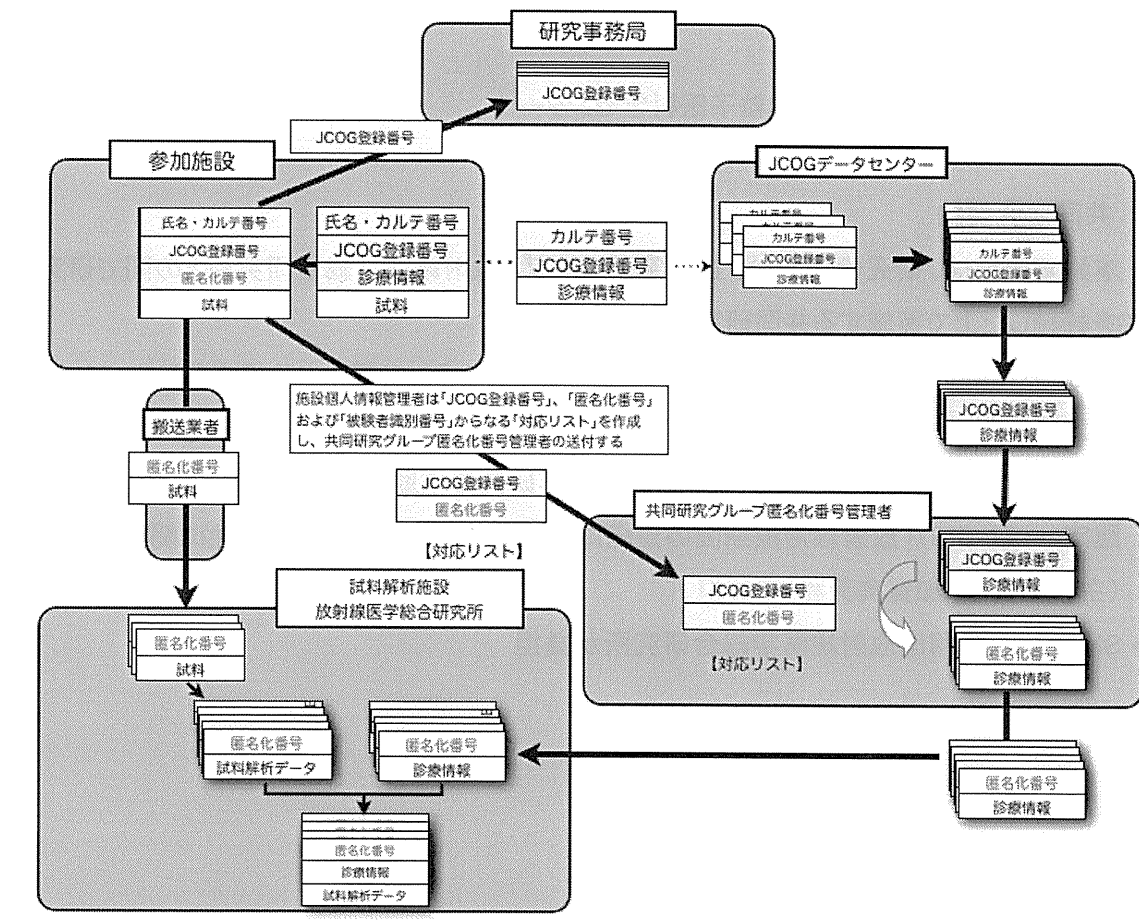 研究事務局
JCOG登録番号
JCOG登録番号
参加施設
氏名・カルテ番号
JCOG登録番号
匿名化番号
試料
氏名・カルテ番号
JCOG登録番号
診療情報
試料
カルテ番号
JCOG登録番号
診療情報
JCOGデータセンター
カルテ番号
カルテ番号
カルテ番号
JCOG登録番号
診療情報
カルテ番号
JCOG登録番号
診療情報
搬送業者
匿名化番号
試料
施設個人情報管理者は「JCOG登録番号」、「匿名化番号」
および「被験者識別番号」からなる「対応リスト」を作成
し、共同研究グループ匿名化番号管理者の送付する
JCOG登録番号
匿名化番号
【対応リスト】
JCOG登録番号
診療情報
共同研究グループ匿名化番号管理者
JCOG登録番号
匿名化番号
【対応リスト】
JCOG登録番号
診療情報
匿名化番号
診療情報
試料解析施設
放射線医学総合研究所
匿名化番号
試料
匿名化番号
試料解析データ
匿名化番号
診療情報
匿名化番号
診療情報
匿名化番号
診療情報
試料解析データ